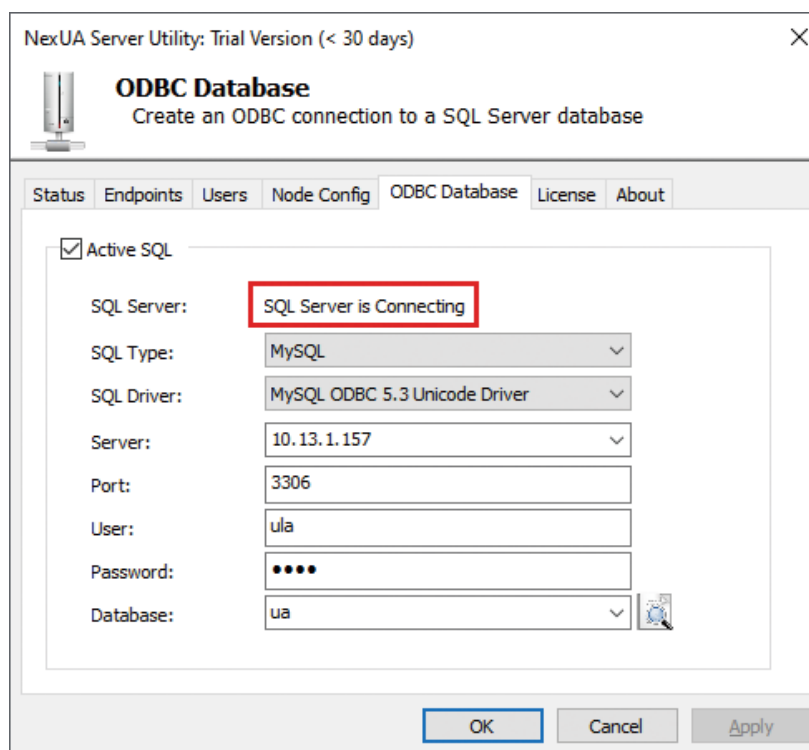 NexUA Server Utility: Trial Version (< 30 days)
ODBC Database
Create an ODBC connection to a SQL Server database
Status Endpoints Users Node Config ODBC Database License About
Active SQL
SQL Server: SQL Server is Connecting
SQL Type: MySQL
SQL Driver: MySQL ODBC 5.3 Unicode Driver
Server: 10.13.1.157
Port: 3306
User: ula
Password: ●●●●
Database: ua
OK Cancel Apply